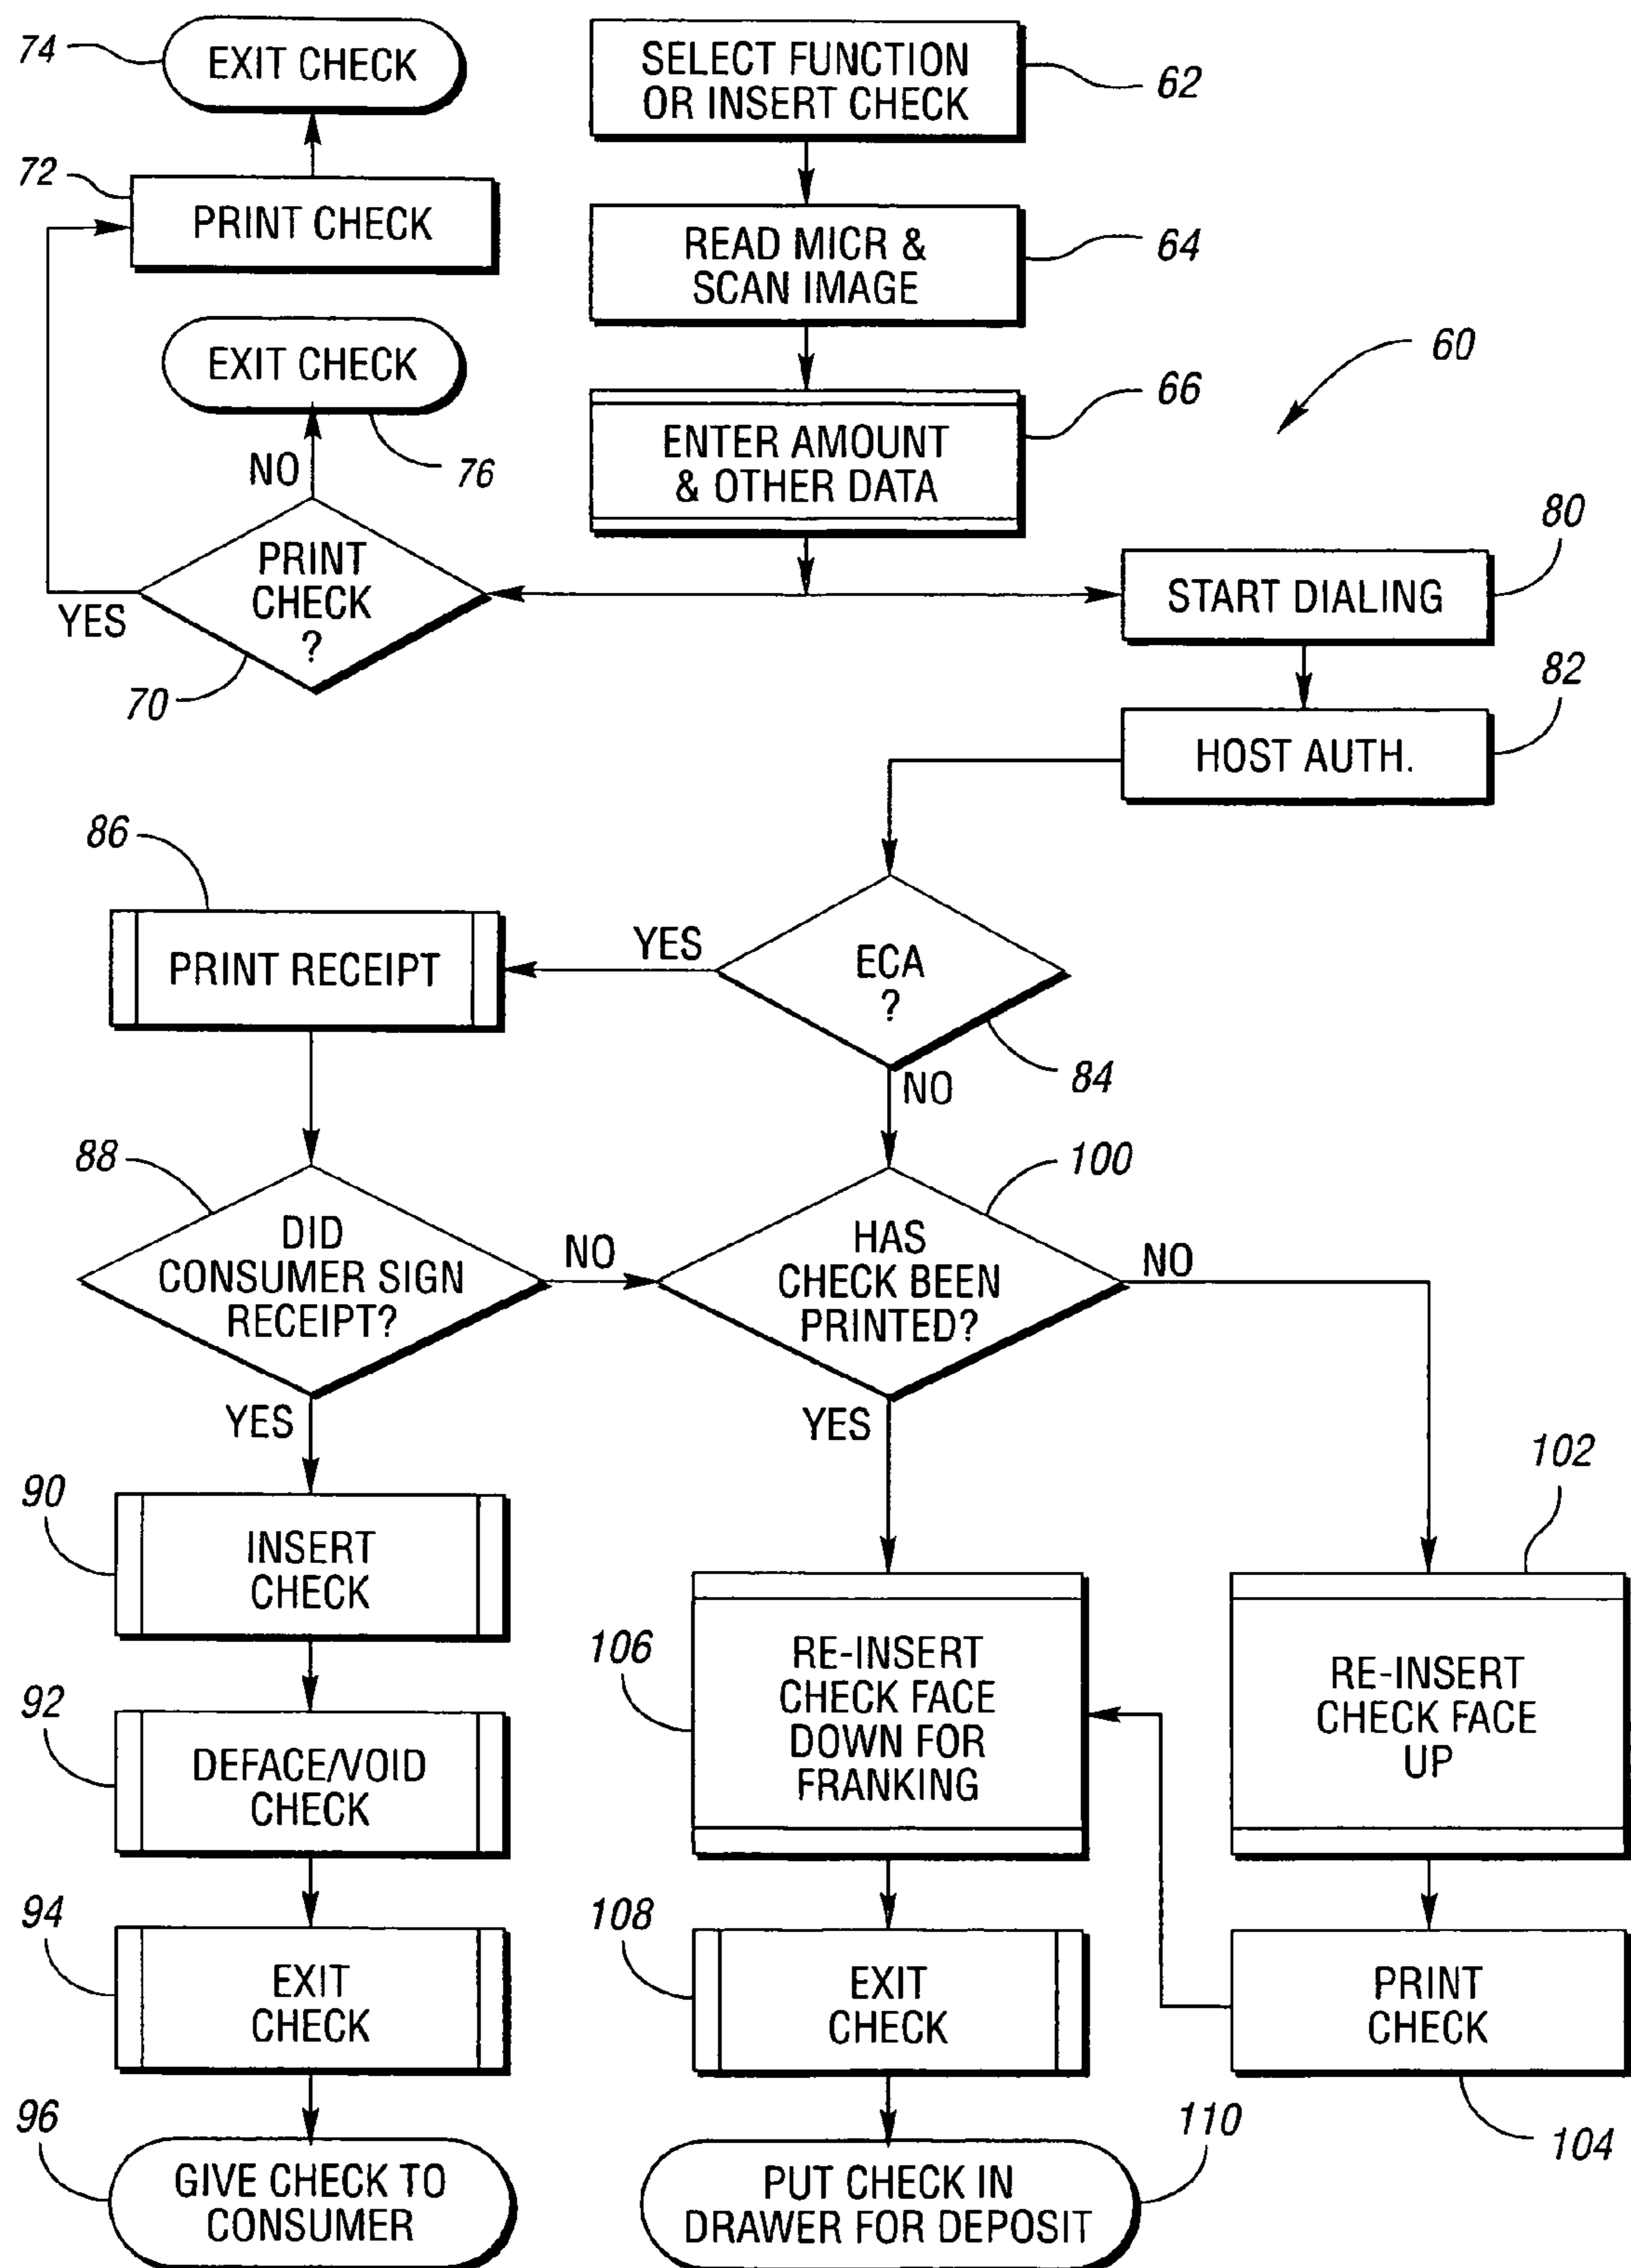 74
EXIT CHECK
SELECT FUNCTION
OR INSERT CHECK
62
72
PRINT CHECK
READ MICR &
SCAN IMAGE
64
60
EXIT CHECK
NO
76
ENTER AMOUNT
& OTHER DATA
66
PRINT
CHECK
?
YES
70
START DIALING
80
HOST AUTH.
82
86
PRINT RECEIPT
YES
ECA
?
84
NO
88
DID
CONSUMER SIGN
RECEIPT?
NO
HAS
CHECK BEEN
PRINTED?
100
NO
YES
YES
90
INSERT
CHECK
102
RE-INSERT
CHECK FACE
UP
106
RE-INSERT
CHECK FACE
DOWN FOR
FRANKING
92
DEFACE/VOID
CHECK
94
EXIT
CHECK
108
EXIT
CHECK
PRINT
CHECK
104
96
GIVE CHECK TO
CONSUMER
PUT CHECK IN
DRAWER FOR DEPOSIT
110